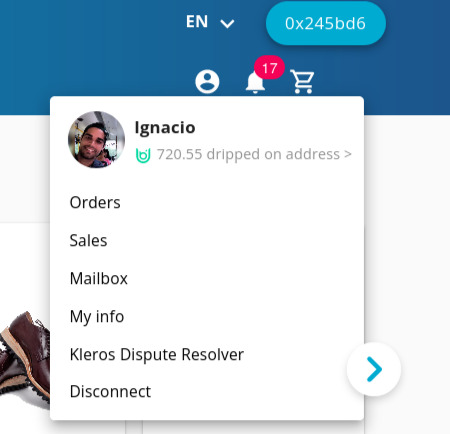 EN
0x245bd6
17
Ignacio
720.55 dripped on address >
Orders
Sales
Mailbox
My info
Kleros Dispute Resolver
Disconnect